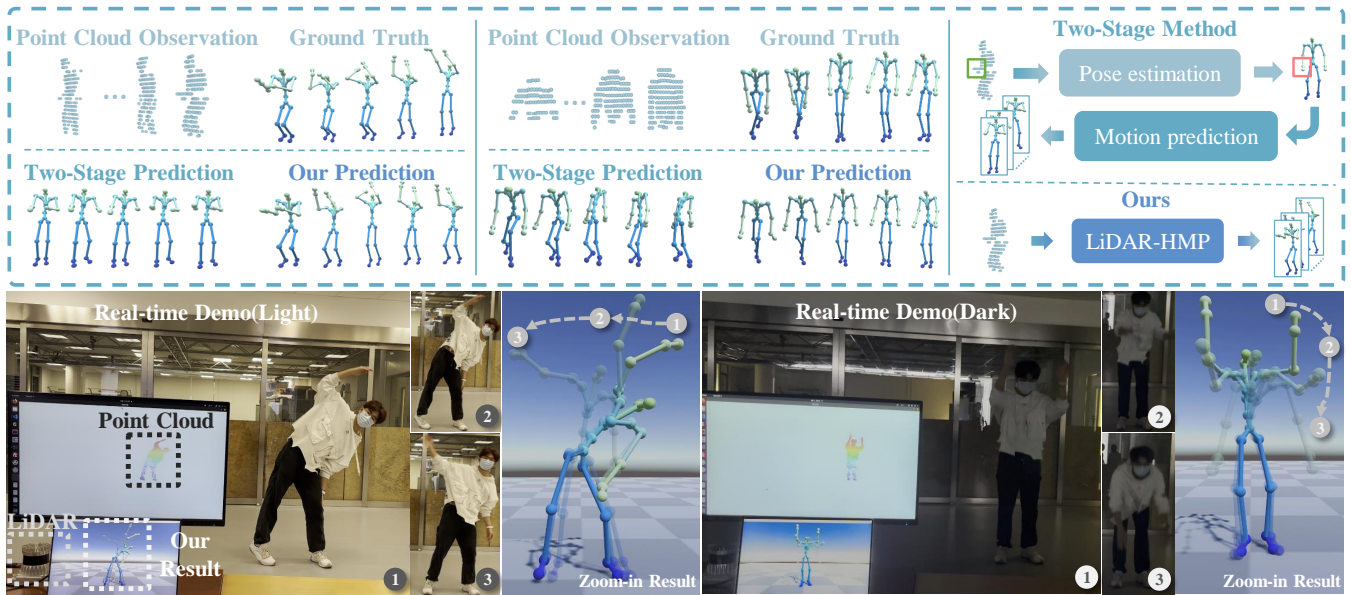 Point Cloud Observation
Ground Truth
...
Two-Stage Prediction
Our Prediction
Point Cloud Observation
Ground Truth
...
Two-Stage Prediction
Our Prediction
Two-Stage Method
Pose estimation
Motion prediction
Ours
LiDAR-HMP
Real-time Demo(Light)
Point Cloud
LiDAR
Our
Result
1
2
3
3
2
1
Zoom-in Result
Real-time Demo(Dark)
1
2
3
1
2
3
Zoom-in Result